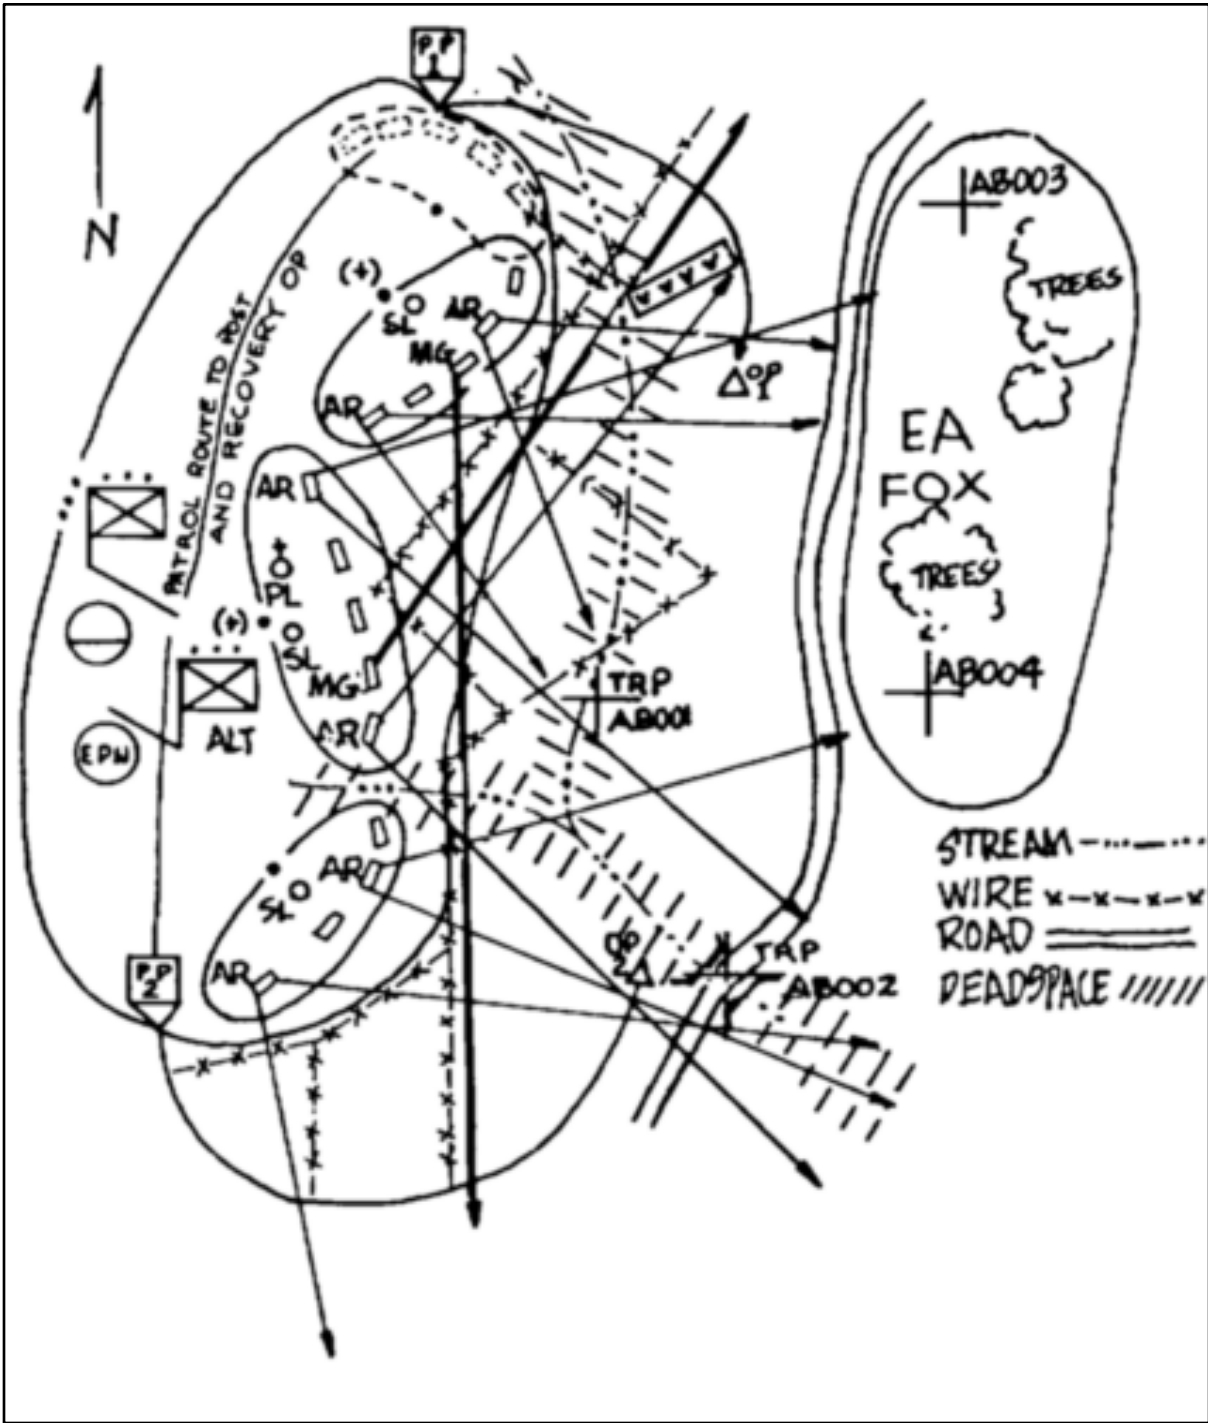 P P
1
N
AB003
TREES
(+)
SL
AR
MG
AR
OP
1
EA
FOX
PATROL ROUTE TO POST
AND RECOVERY OP
AR
+
PL
TREES
(+)
SL
AB004
MG
TRP
AB001
AR
ALT
EPW
STREAM
AR
SL
WIRE
ROAD
DEADSPACE
OP
2
TRP
AB002
AR
P P
2